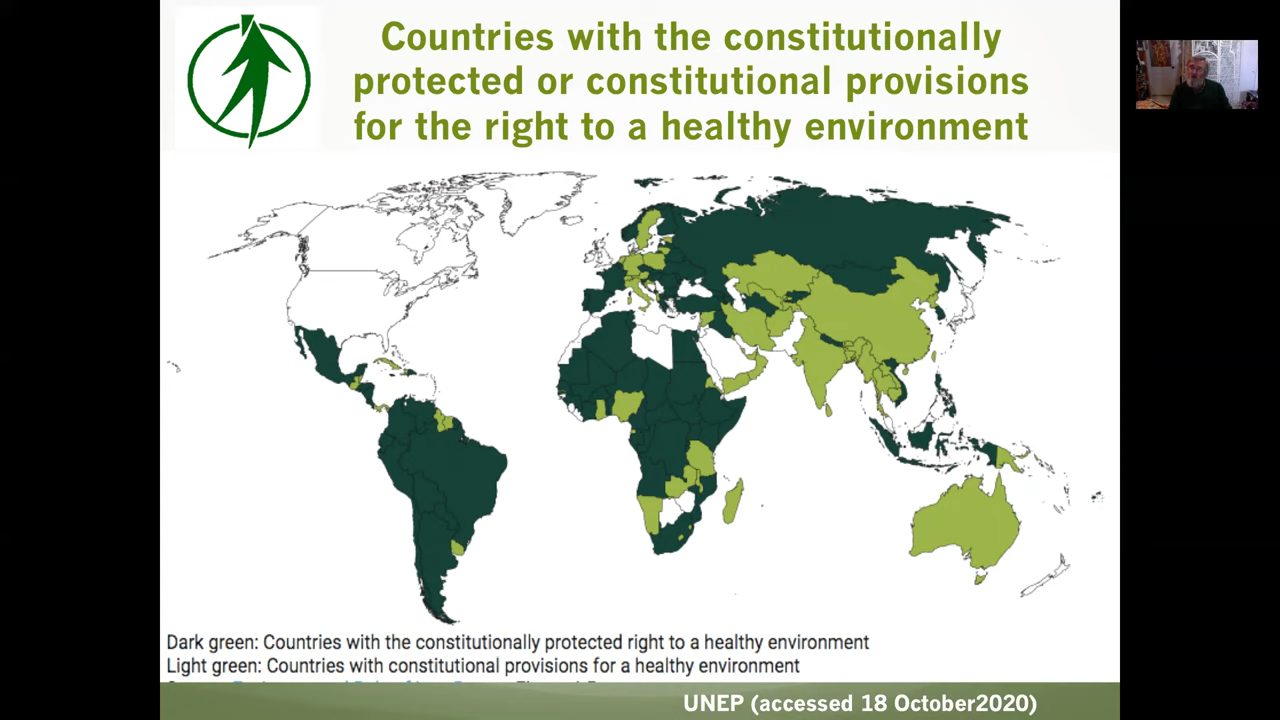 Countries with the constitutionally
protected or constitutional provisions
for the right to a healthy environment
Dark green: Countries with the constitutionally protected right to a healthy environment
Light green: Countries with constitutional provisions for a healthy environment
UNEP (accessed 18 October2020)